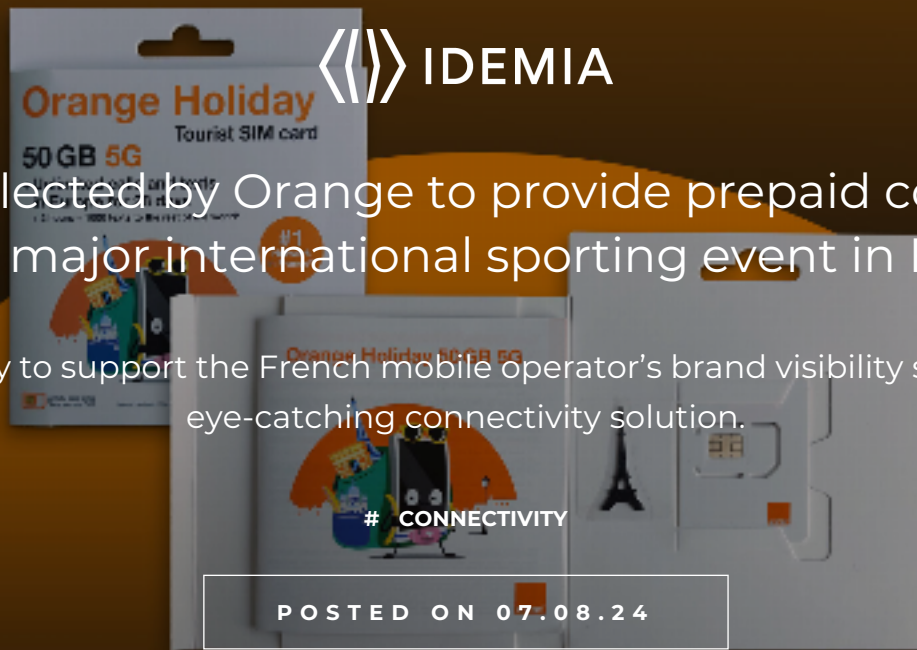 IDEMIA
Orange Holiday
Tourist SIM card
50GB 5G
#1
lected by Orange to provide prepaid co
major international sporting event in
Orange Holiday 50GB 5G
y to support the French mobile operator’s brand visibility s
eye-catching connectivity solution.
# CONNECTIVITY
POSTED ON 07.08.24